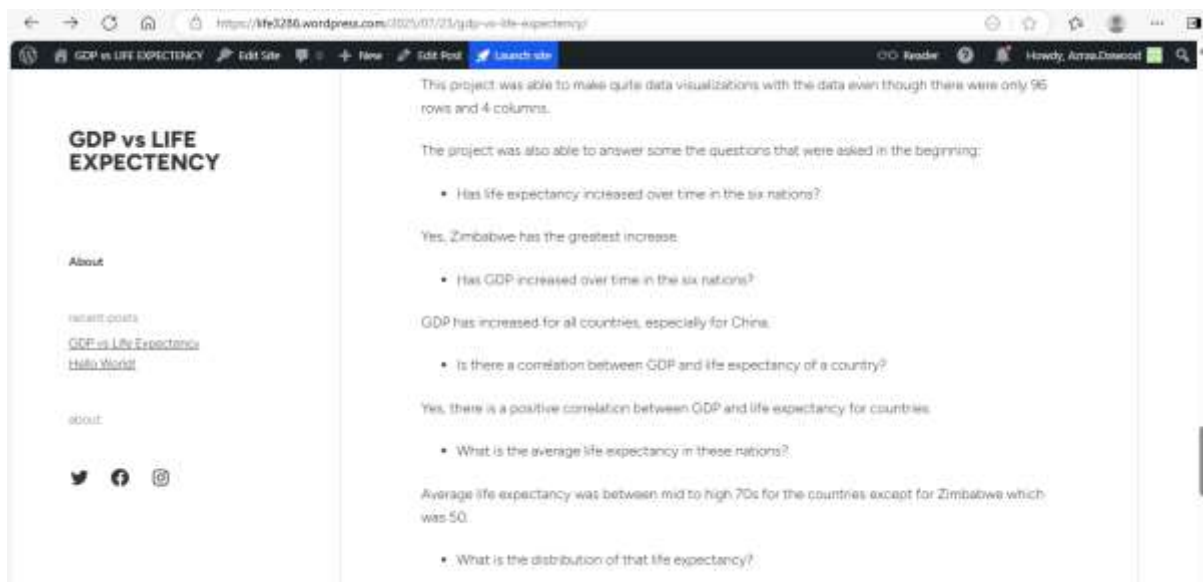 https://life3286.wordpress.com/2025/07/23/gdp-vs-life-expectency/
GDP vs LIFE EXPECTENCY Edit Site 0 New Edit Post Launch site Reader Howdy,
This project was able to make quite data visualizations with the data even though there were only 96
rows and 4 columns.
GDP vs LIFE
EXPECTENCY
The project was also able to answer some the questions that were asked in the beginning:
• Has life expectancy increased over time in the six nations?
Yes, Zimbabwe has the greatest increase.
About
• Has GDP increased over time in the six nations?
recent posts
GDP vs Life Expectancy
Hello World!
GDP has increased for all countries, especially for China.
• Is there a correlation between GDP and life expectancy of a country?
about
Yes, there is a positive correlation between GDP and life expectancy for countries
• What is the average life expectancy in these nations?
Average life expectancy was between mid to high 70s for the countries except for Zimbabwe which
was 50.
• What is the distribution of that life expectancy?